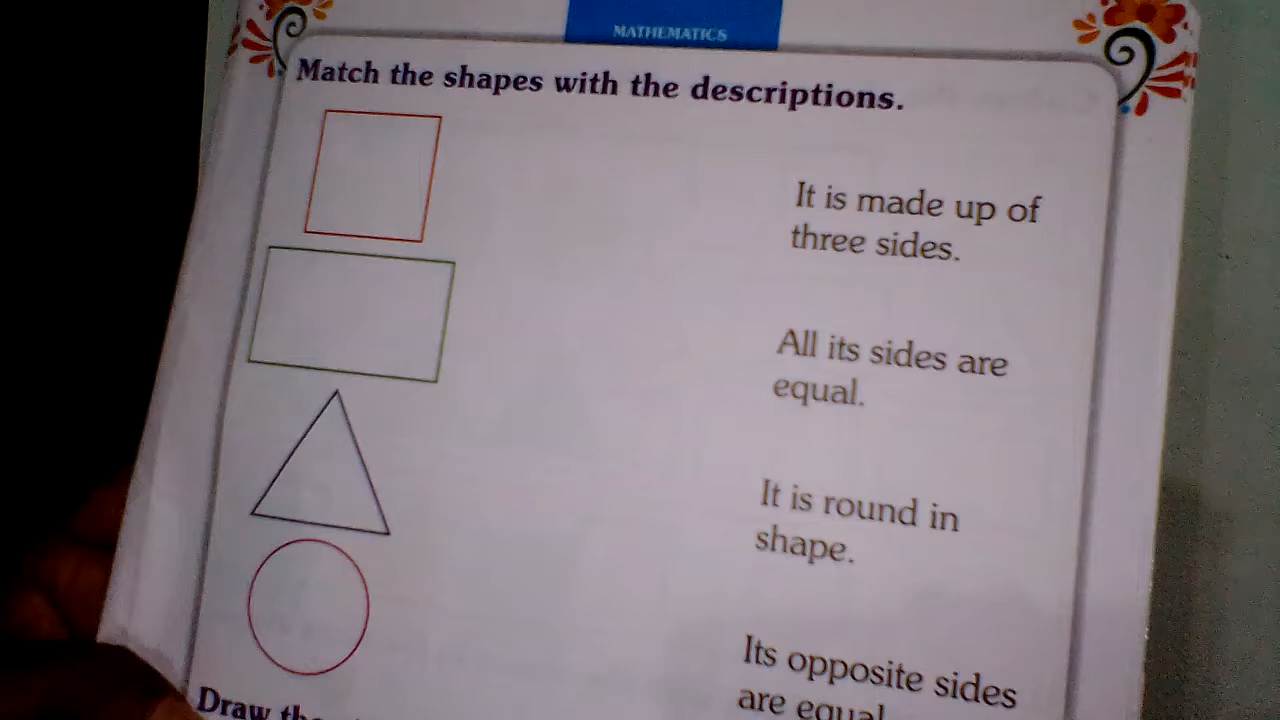 MATHEMATICS
Match the shapes with the descriptions.
It is made up of
three sides.
All its sides are
equal.
It is round in
shape.
Its opposite sides
are equal
Draw